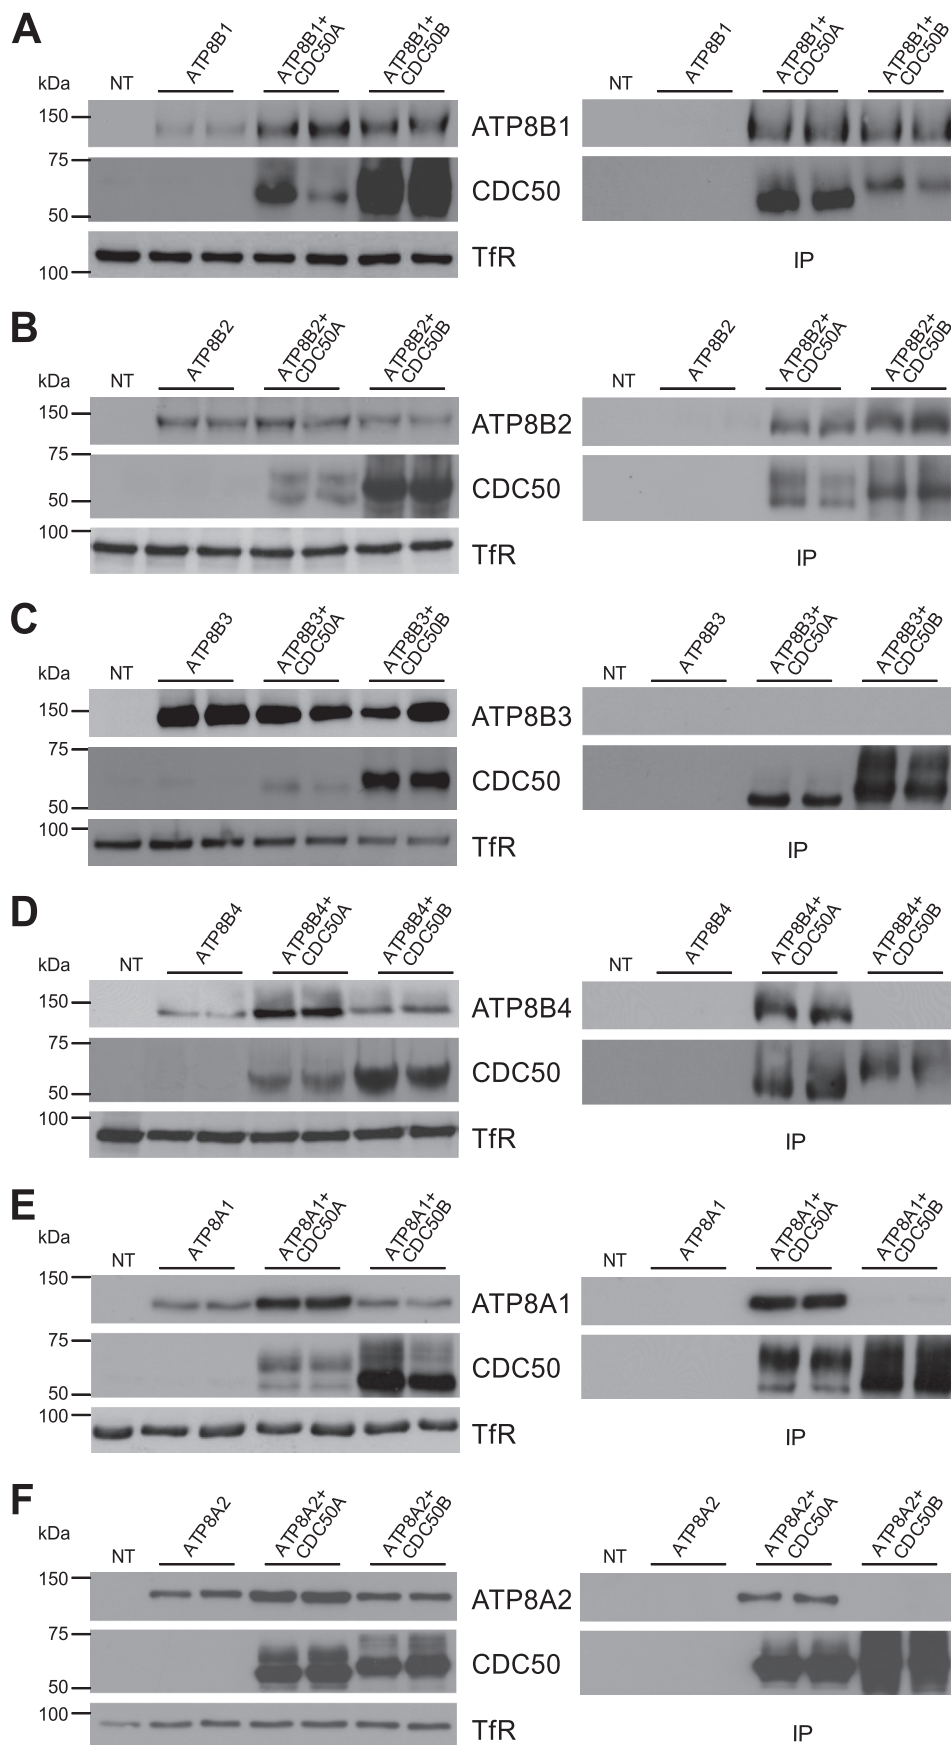 A
kDa NT ATP8B1 ATP8B1+ CDC50A ATP8B1+ CDC50B NT ATP8B1 ATP8B1+ CDC50A ATP8B1+ CDC50B
150 ATP8B1
75 CDC50
50
TfR IP
100
B
kDa NT ATP8B2 ATP8B2+ CDC50A ATP8B2+ CDC50B NT ATP8B2 ATP8B2+ CDC50A ATP8B2+ CDC50B
150 ATP8B2
75
CDC50
50
100
TfR IP
C
kDa NT ATP8B3 ATP8B3+ CDC50A ATP8B3+ CDC50B NT ATP8B3 ATP8B3+ CDC50A ATP8B3+ CDC50B
150 ATP8B3
75
CDC50
50
100
TfR IP
D
kDa NT ATP8B4 ATP8B4+ CDC50A ATP8B4+ CDC50B NT ATP8B4 ATP8B4+ CDC50A ATP8B4+ CDC50B
150 ATP8B4
75
CDC50
50
100
TfR IP
E
kDa NT ATP8A1 ATP8A1+ CDC50A ATP8A1+ CDC50B NT ATP8A1 ATP8A1+ CDC50A ATP8A1+ CDC50B
150
ATP8A1
75
CDC50
50
100
TfR IP
F
kDa NT ATP8A2 ATP8A2+ CDC50A ATP8A2+ CDC50B NT ATP8A2 ATP8A2+ CDC50A ATP8A2+ CDC50B
150
ATP8A2
75
CDC50
50
100
TfR IP